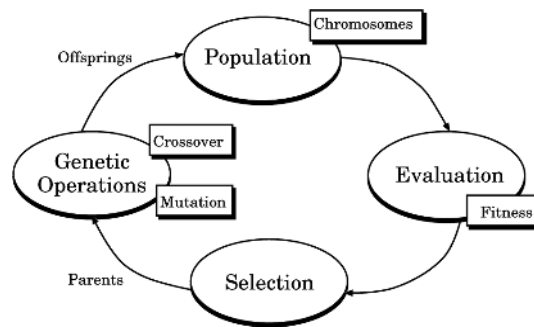 Chromosomes
Offsprings
Population
Crossover
Genetic
Operations
Mutation
Evaluation
Fitness
Parents
Selection